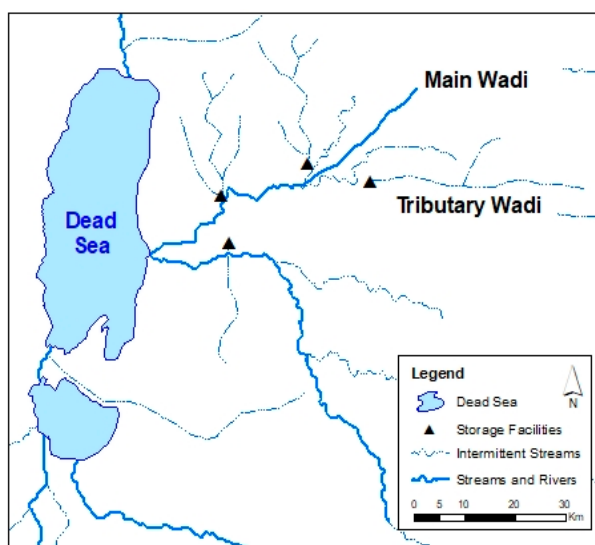 Main Wadi
Tributary Wadi
Dead
Sea
Legend
Dead Sea
Storage Facilities
Intermittent Streams
Streams and Rivers
N
0 5 10 20 30
Km